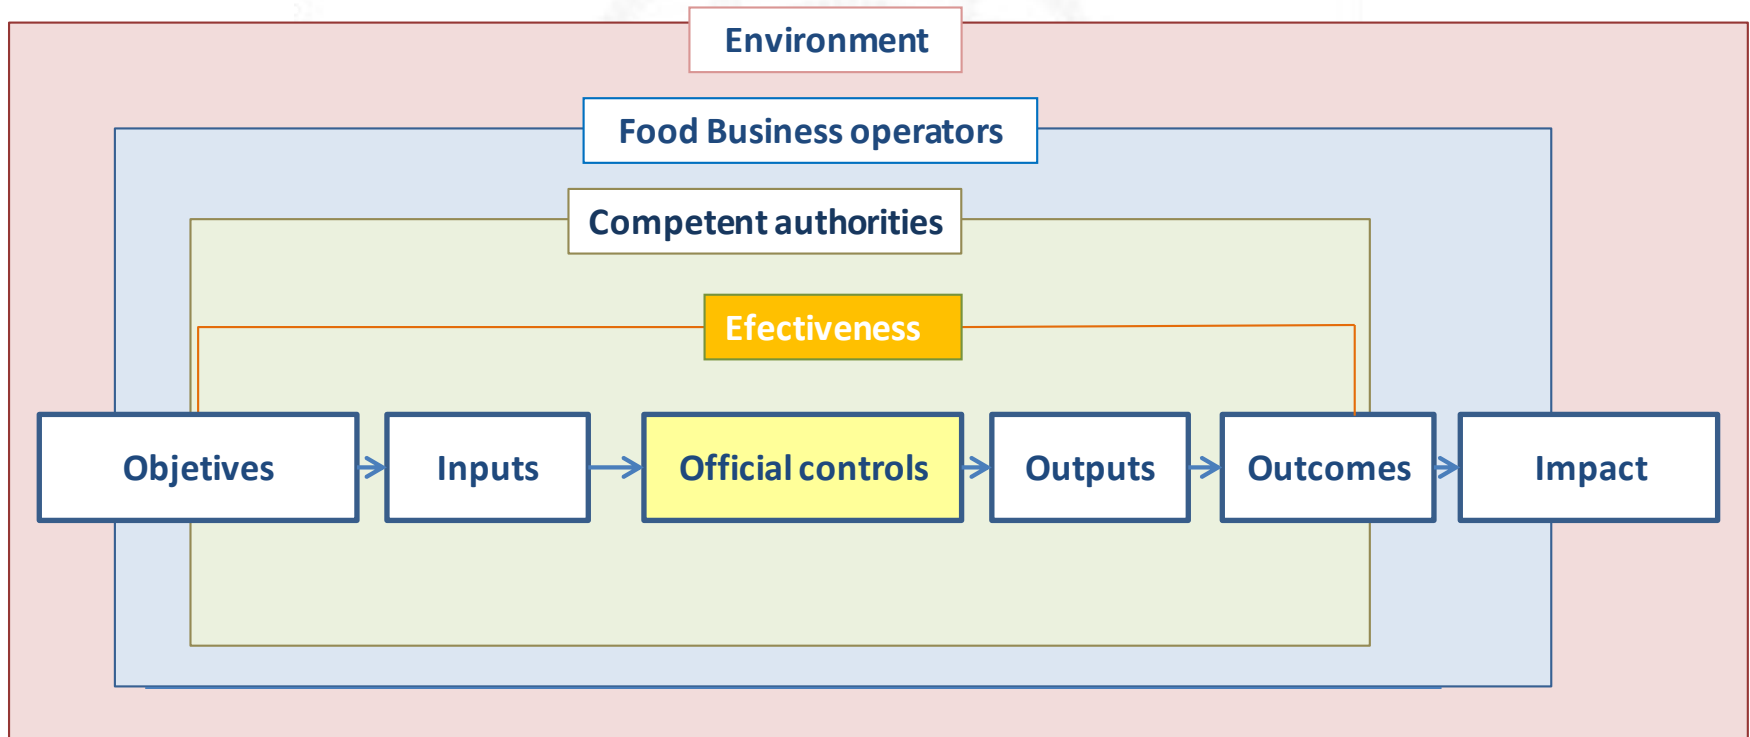 Environment
Food Business operators
Competent authorities
Efectiveness
Objetives
Inputs
Official controls
Outputs
Outcomes
Impact